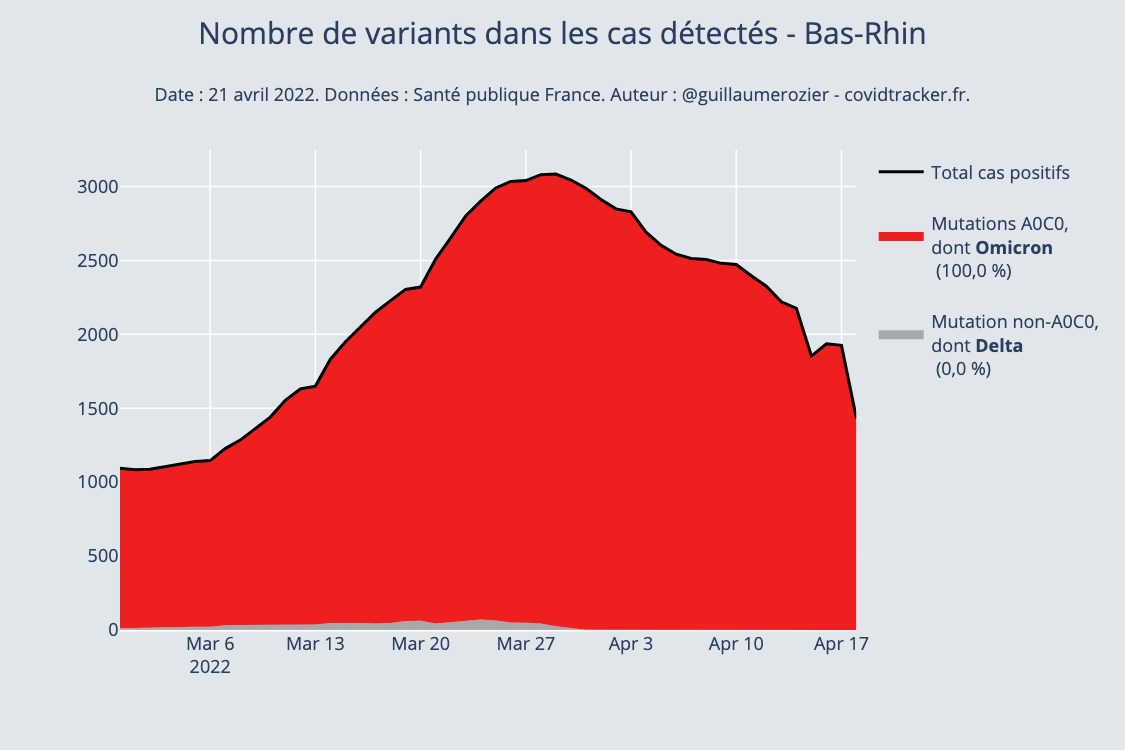 Nombre de variants dans les cas détectés - Bas-Rhin
Date : 21 avril 2022. Données : Santé publique France. Auteur : @guillaumerozier - covidtracker.fr.
3000
2500
2000
1500
1000
500
0
Mar 6
2022
Mar 13
Mar 20
Mar 27
Apr 3
Apr 10
Apr 17
Total cas positifs
Mutations A0C0,
dont Omicron
(100,0 %)
Mutation non-A0C0,
dont Delta
(0,0 %)